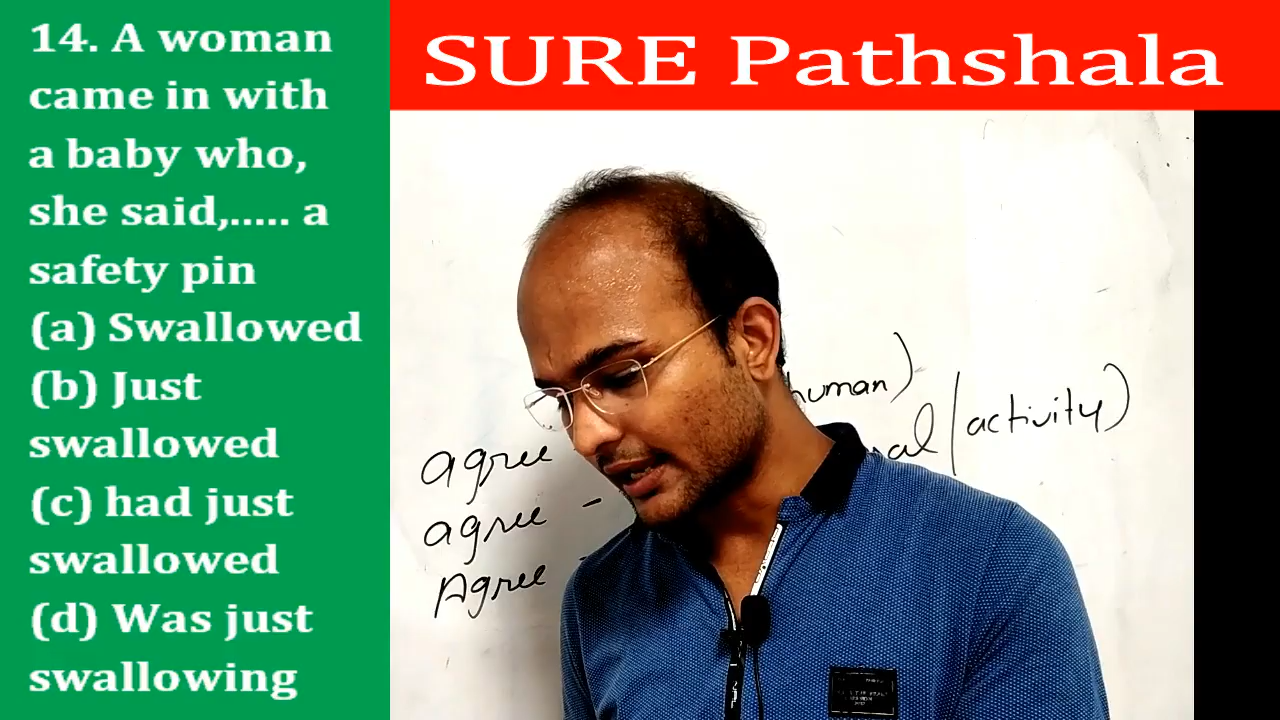 14. A woman
came in with
a baby who,
she said,..... a
safety pin
(a) Swallowed
(b) Just
swallowed
(c) had just
swallowed
(d) Was just
swallowing
SURE Pathshala
human)
agree
/activity)
agree -
Agree